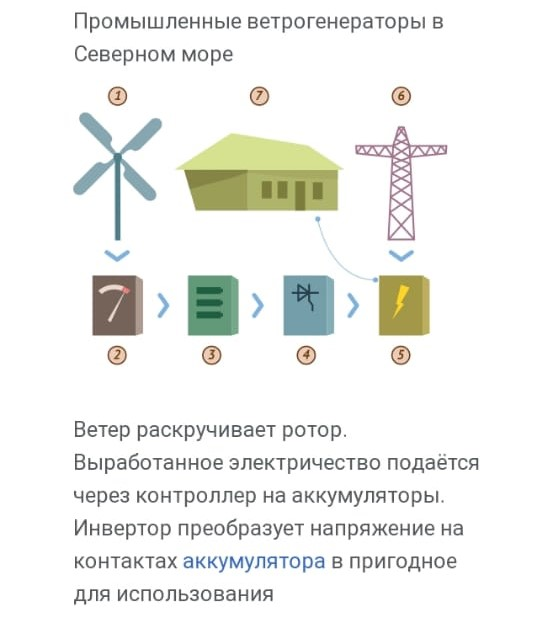 Промышленные ветрогенераторы в
Северном море
1 7 6
2 3 4 5
Ветер раскручивает ротор.
Выработанное электричество подаётся
через контроллер на аккумуляторы.
Инвертор преобразует напряжение на
контактах аккумулятора в пригодное
для использования